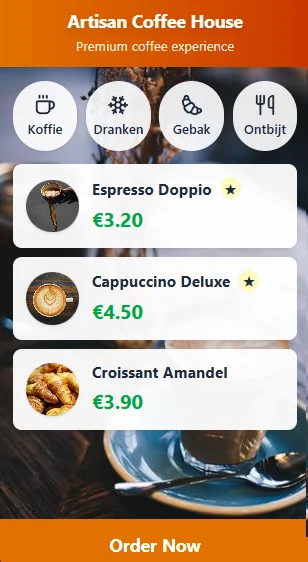 Artisan Coffee House
Premium coffee experience
Koffie
Dranken
Gebak
Ontbijt
Espresso Doppio ★
€3.20
Cappuccino Deluxe ★
€4.50
Croissant Amandel
€3.90
Order Now